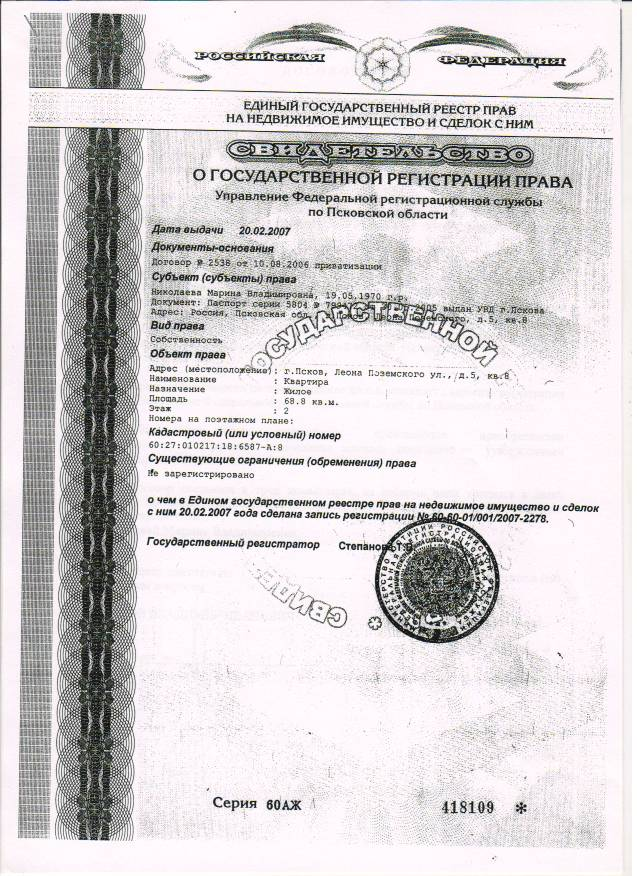 РОССИЙСКАЯ ФЕДЕРАЦИЯ
ЕДИНЫЙ ГОСУДАРСТВЕННЫЙ РЕЕСТР ПРАВ
НА НЕДВИЖИМОЕ ИМУЩЕСТВО И СДЕЛОК С НИМ
СВИДЕТЕЛЬСТВО
О ГОСУДАРСТВЕННОЙ РЕГИСТРАЦИИ ПРАВА
Управление Федеральной регистрационной службы
по Псковской области
Дата выдачи 20.02.2007
Документы-основания
Договор № 2538 от 10.08.2006 приватизации
Субъект (субъекты) права
Николаева Марина Владимировна, 19.05.1970 г.р.
Документ: Паспорт серии 5804 № выдан УВД г.Пскова
Адрес: Россия, Псковская обл., д.5, кв.8
Вид права
Собственность
ГОСУДАРСТВЕННОЙ
Объект права
Адрес (местоположение): г.Псков, Леона Поземского ул., д.5, кв.8
Наименование : Квартира
Назначение : Жилое
Площадь : 68.8 кв.м.
Этаж : 2
Номера на поэтажном плане:
Кадастровый (или условный) номер
60:27:010217:18:6587-А:8
Существующие ограничения (обременения) права
Не зарегистрировано
о чем в Едином государственном реестре прав на недвижимое имущество и сделок
с ним 20.02.2007 года сделана запись регистрации № 60-60-01/001/2007-2278.
Государственный регистратор Степанова Т.
СВИДЕ
Серия 60АЖ 418109 *